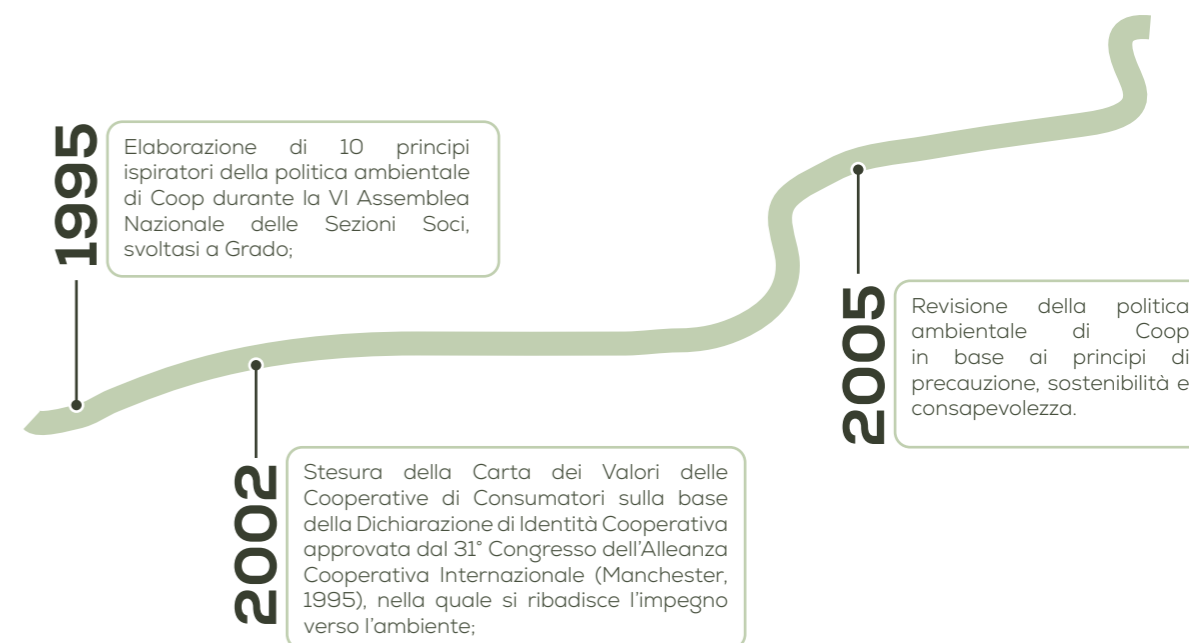 1995
Elaborazione di 10 principi
ispiratori della politica ambientale
di Coop durante la VI Assemblea
Nazionale delle Sezioni Soci,
svoltasi a Grado;
2002
Stesura della Carta dei Valori delle
Cooperative di Consumatori sulla base
della Dichiarazione di Identità Cooperativa
approvata dal 31° Congresso dell'Alleanza
Cooperativa Internazionale (Manchester,
1995), nella quale si ribadisce l'impegno
verso l'ambiente;
2005
Revisione della politica
ambientale di Coop
in base ai principi di
precauzione, sostenibilità e
consapevolezza.